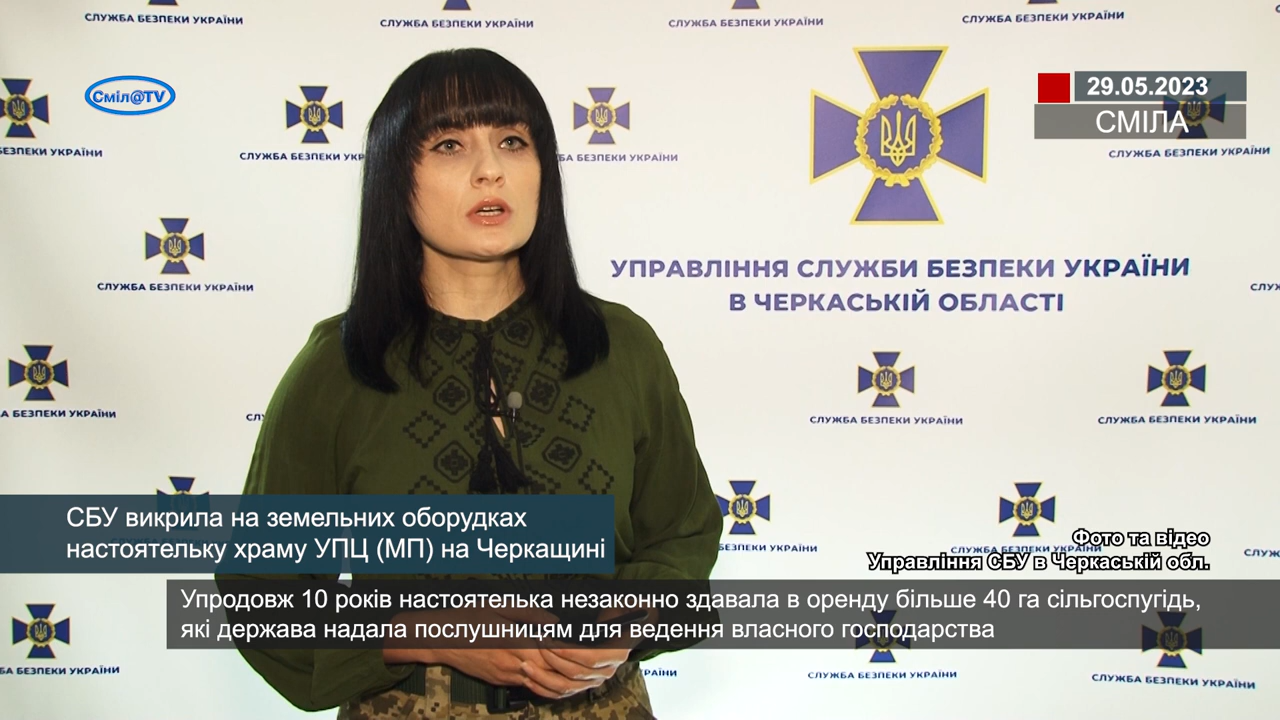 СЛУЖБА БЕЗПЕКИ УКРАЇНИ
СЛУЖБА БЕЗПЕКИ УКРАЇНИ
СЛУЖБА БЕЗПЕКИ УКРАЇНИ
СЛУЖБА БЕЗПЕКИ УКРАЇНИ
Сміл@TV
29.05.2023
СМІЛА
БЕЗПЕКИ УКРАЇНИ
СЛУЖБА БЕЗПЕКИ
БЕЗПЕКИ УКРАЇНИ
СЛУЖБА БЕЗПЕКИ УКРАЇНИ
СЛУЖБА БЕЗПЕКИ УКРАЇНИ
УПРАВЛІННЯ СЛУЖБИ БЕЗПЕКИ УКРАЇНИ
В ЧЕРКАСЬКІЙ ОБЛАСТІ
БЕЗПЕКИ УКРАЇНИ
СЛУЖБА БЕЗПЕКИ УКРАЇНИ
СЛУЖБА БЕЗПЕКИ УКРАЇНИ
СБУ викрила на земельних оборудках
настоятельку храму УПЦ (МП) на Черкащині
БЕЗПЕКИ УКРАЇНИ
СЛУЖБА БЕЗПЕКИ УКРАЇНИ
Фото та відео
Управління СБУ в Черкаській обл.
Упродовж 10 років настоятелька незаконно здавала в оренду більше 40 га сільгоспугідь,
які держава надала послушницям для ведення власного господарства
БЕЗПЕКИ УКРАЇНИ
СЛУЖБА БЕЗПЕКИ УКРАЇНИ
СЛУЖБА БЕЗПЕКИ УКРАЇНИ